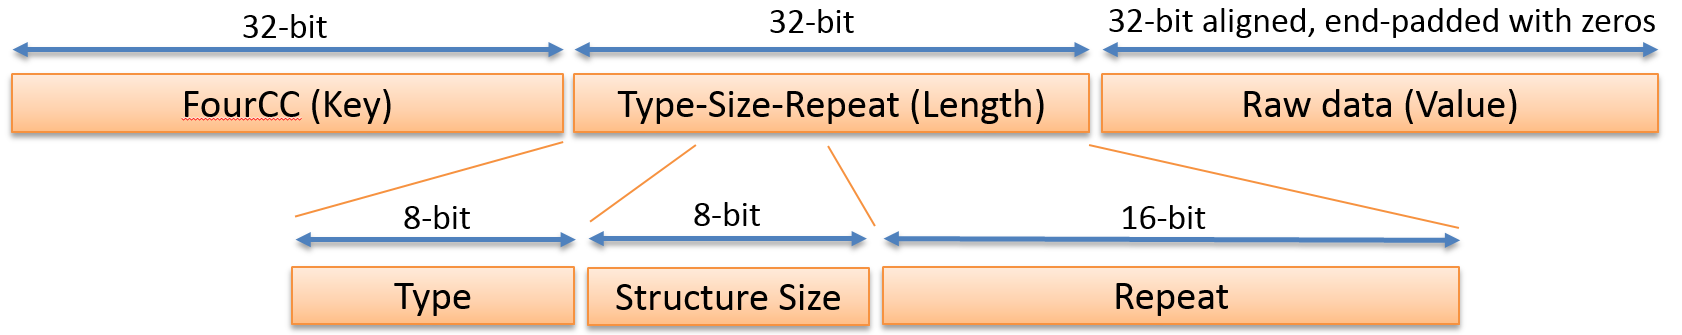 32-bit
32-bit
32-bit aligned, end-padded with zeros
FourCC (Key)
Type-Size-Repeat (Length)
Raw data (Value)
8-bit
8-bit
16-bit
Type
Structure Size
Repeat